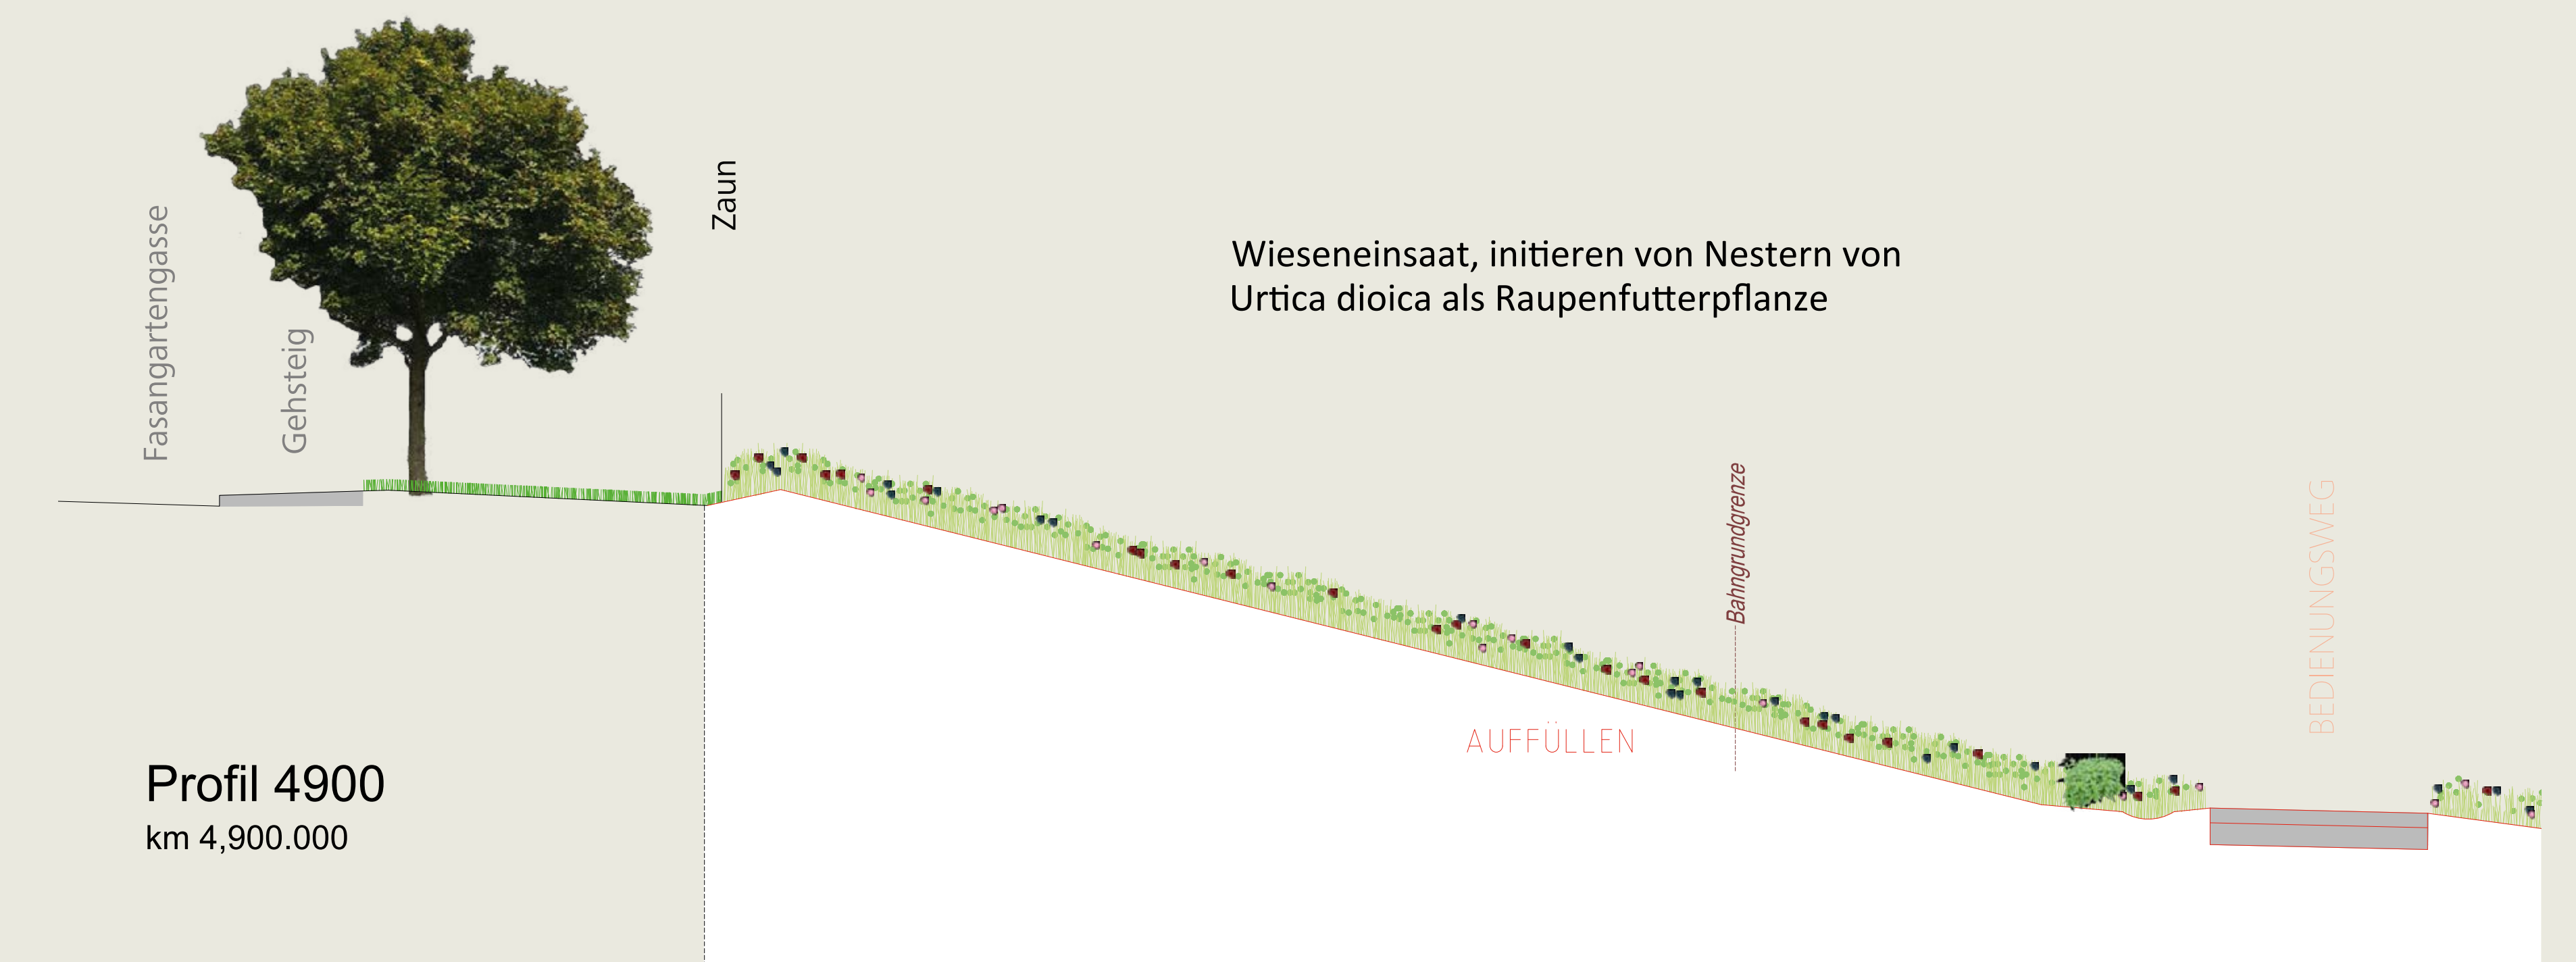 Fasangartengasse
Gehsteig
Zaun
Wieseneinsaat, initieren von Nestern von
Urtica dioica als Raupenfutterpflanze
Bahngrundgrenze
AUFFÜLLEN
BEDIENUNGSWEG
Profil 4900
km 4,900.000